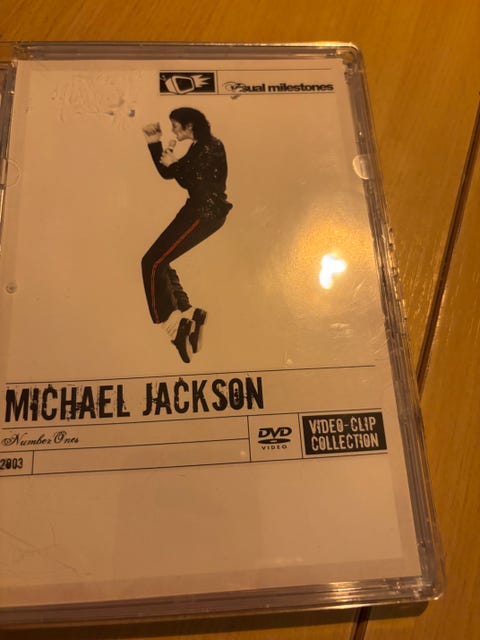 visual milestones
MICHAEL JACKSON
Number Ones
2003
DVD
VIDEO
VIDEO-CLIP
COLLECTION